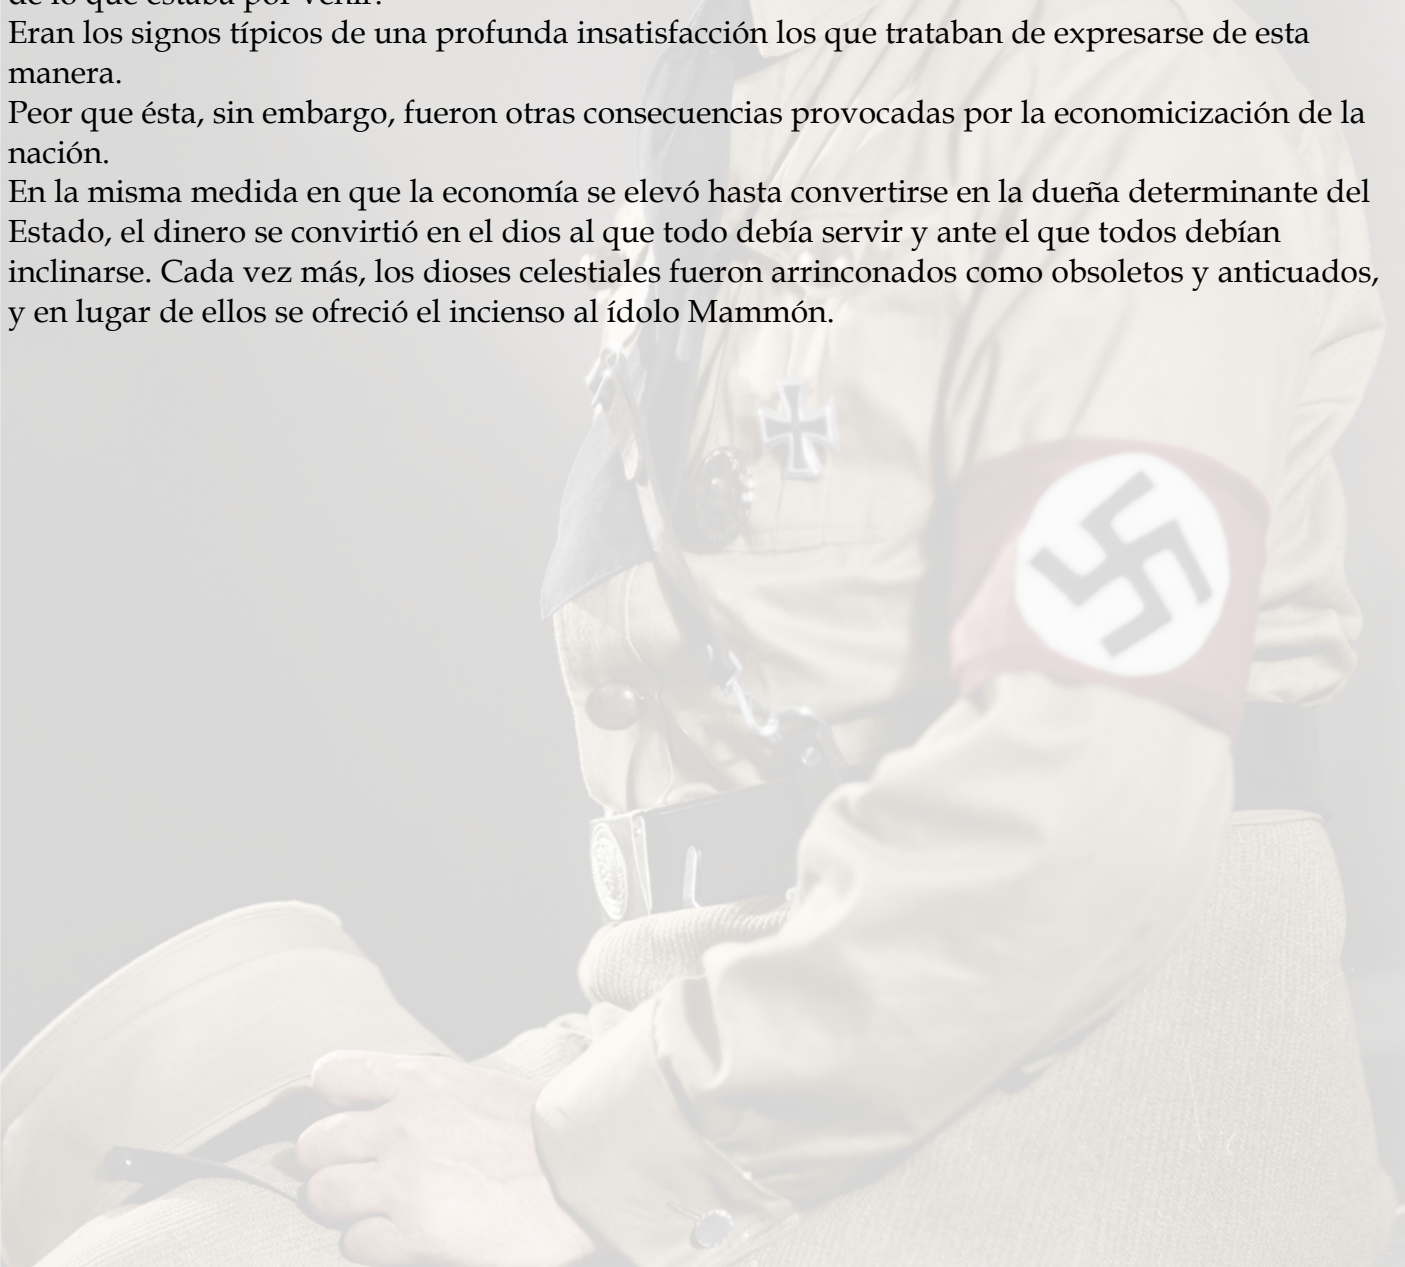 de lo que estaba por venir?
Eran los signos típicos de una profunda insatisfacción los que trataban de expresarse de esta
manera.
Peor que ésta, sin embargo, fueron otras consecuencias provocadas por la economicización de la
nación.
En la misma medida en que la economía se elevó hasta convertirse en la dueña determinante del
Estado, el dinero se convirtió en el dios al que todo debía servir y ante el que todos debían
inclinarse. Cada vez más, los dioses celestiales fueron arrinconados como obsoletos y anticuados,
y en lugar de ellos se ofreció el incienso al ídolo Mammón.